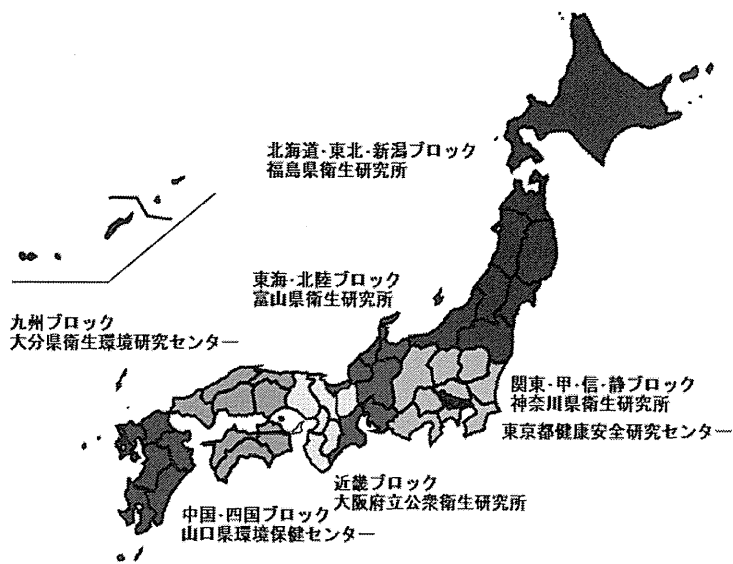 北海道・東北・新潟ブロック
福島県衛生研究所
東海・北陸ブロック
富山県衛生研究所
九州ブロック
大分県衛生環境研究センター
関東・甲・信・静ブロック
神奈川県衛生研究所
東京都健康安全研究センター
近畿ブロック
大阪府立公衆衛生研究所
中国・四国ブロック
山口県環境保健センター